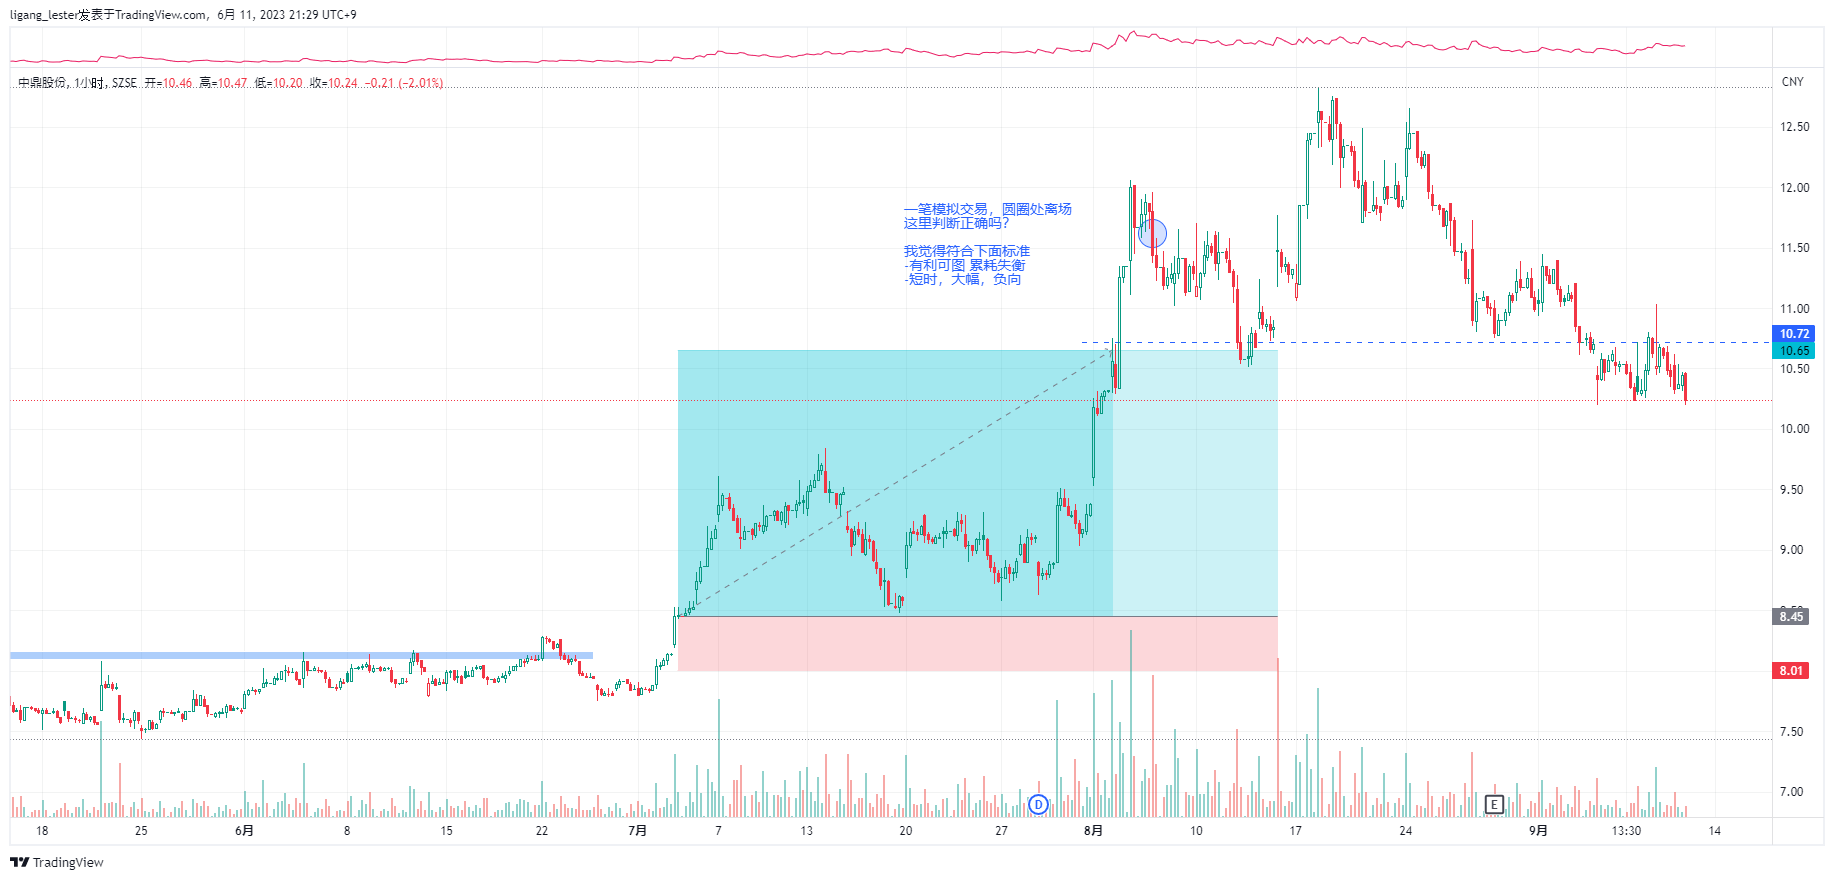 ligang_lester发表于TradingView.com, 6月 11, 2023 21:29 UTC+9
中鼎股份, 1小时, SZSE 开=10.46 高=10.47 低=10.20 收=10.24 −0.21 (−2.01%)
CNY
12.50
12.00
一笔模拟交易，圆圈处离场
这里判断正确吗?
我觉得符合下面标准
-有利可图 累耗失衡
-短时，大幅，负向
11.50
11.00
10.72
10.65
10.50
10.00
9.50
9.00
8.45
8.01
7.50
7.00
D
E
18 25 6月 8 15 22 7月 7 13 20 27 8月 10 17 24 9月 13:30 14
TradingView